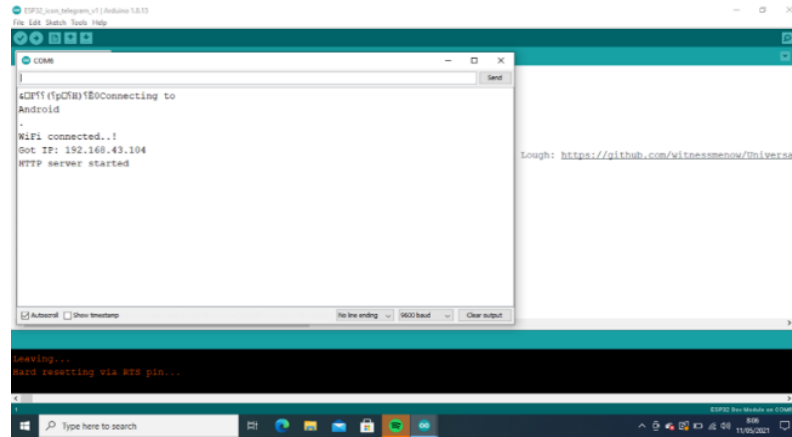 ESP32_icon_telegram_v1 | Arduino 1.8.13
File Edit Sketch Tools Help
COM6
Send
Connecting to
Android
.
WiFi connected..!
Got IP: 192.168.43.104
HTTP server started
Lough: https://github.com/witnessmenow/Universa
Autoscroll Show timestamp
No line ending
9600 baud
Clear output
Leaving...
Hard resetting via RTS pin...
1
ESP32 Dev Module on COM6
Type here to search
8:06
11/05/2021